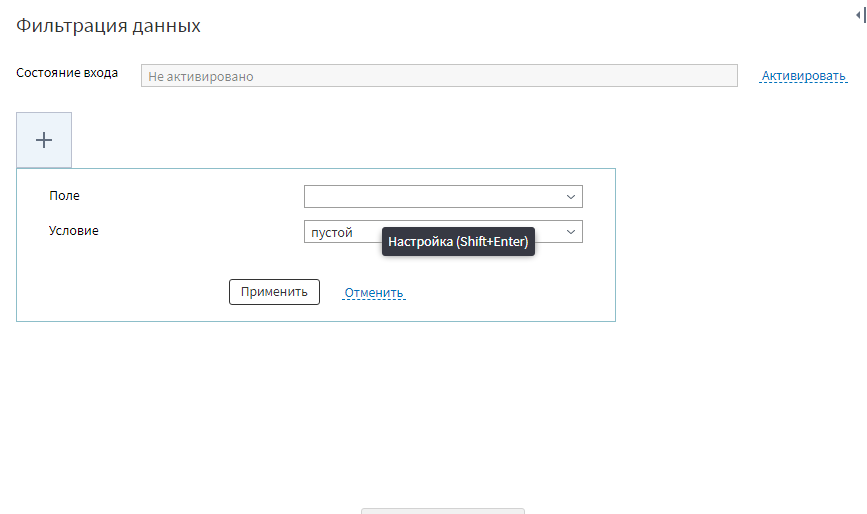 Фильтрация данных
Состояние входа
Не активировано
Активировать
Поле
Условие
пустой
Настройка (Shift+Enter)
Применить
Отменить